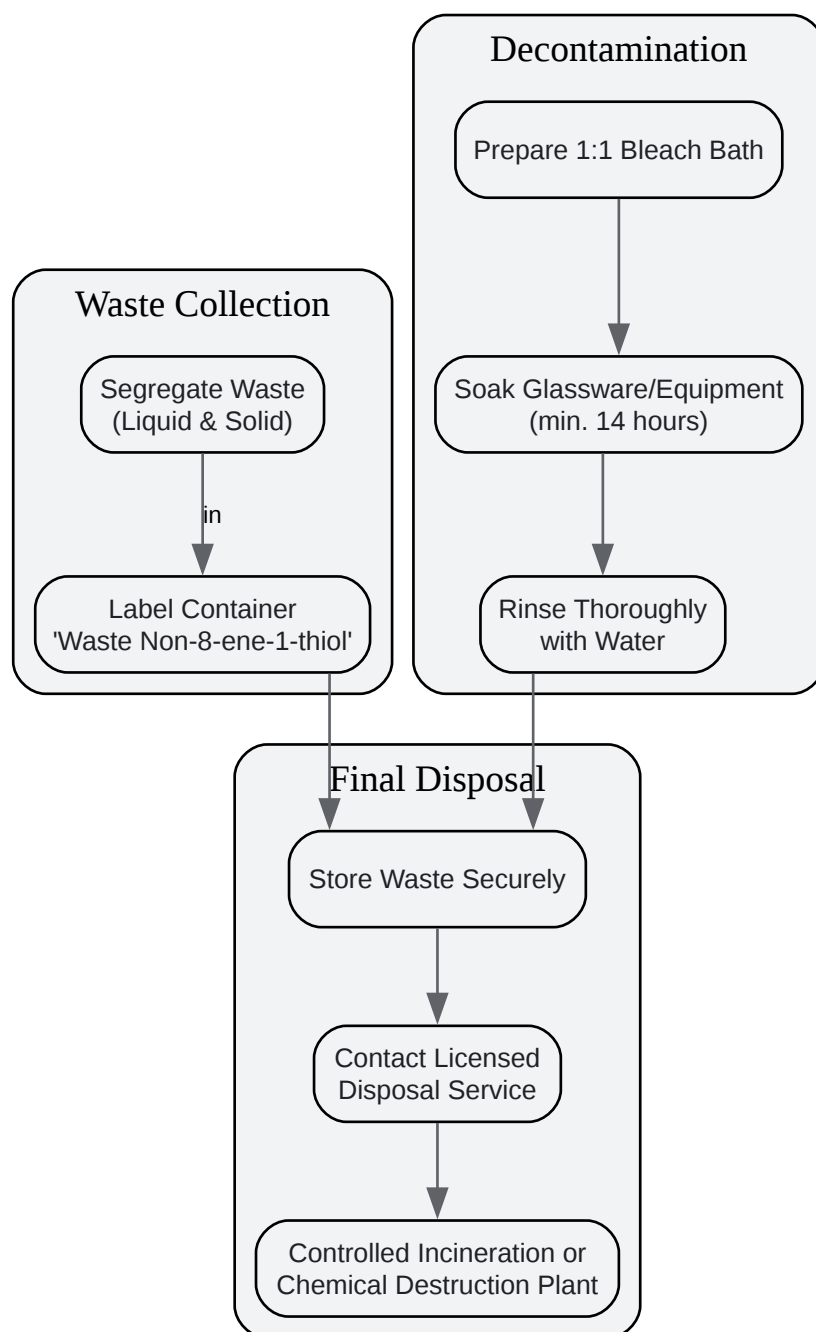 Decontamination
Prepare 1:1 Bleach Bath
Soak Glassware/Equipment
(min. 14 hours)
Rinse Thoroughly
with Water
Waste Collection
Segregate Waste
(Liquid & Solid)
in
Label Container
'Waste Non-8-ene-1-thiol'
Final Disposal
Store Waste Securely
Contact Licensed
Disposal Service
Controlled Incineration or
Chemical Destruction Plant